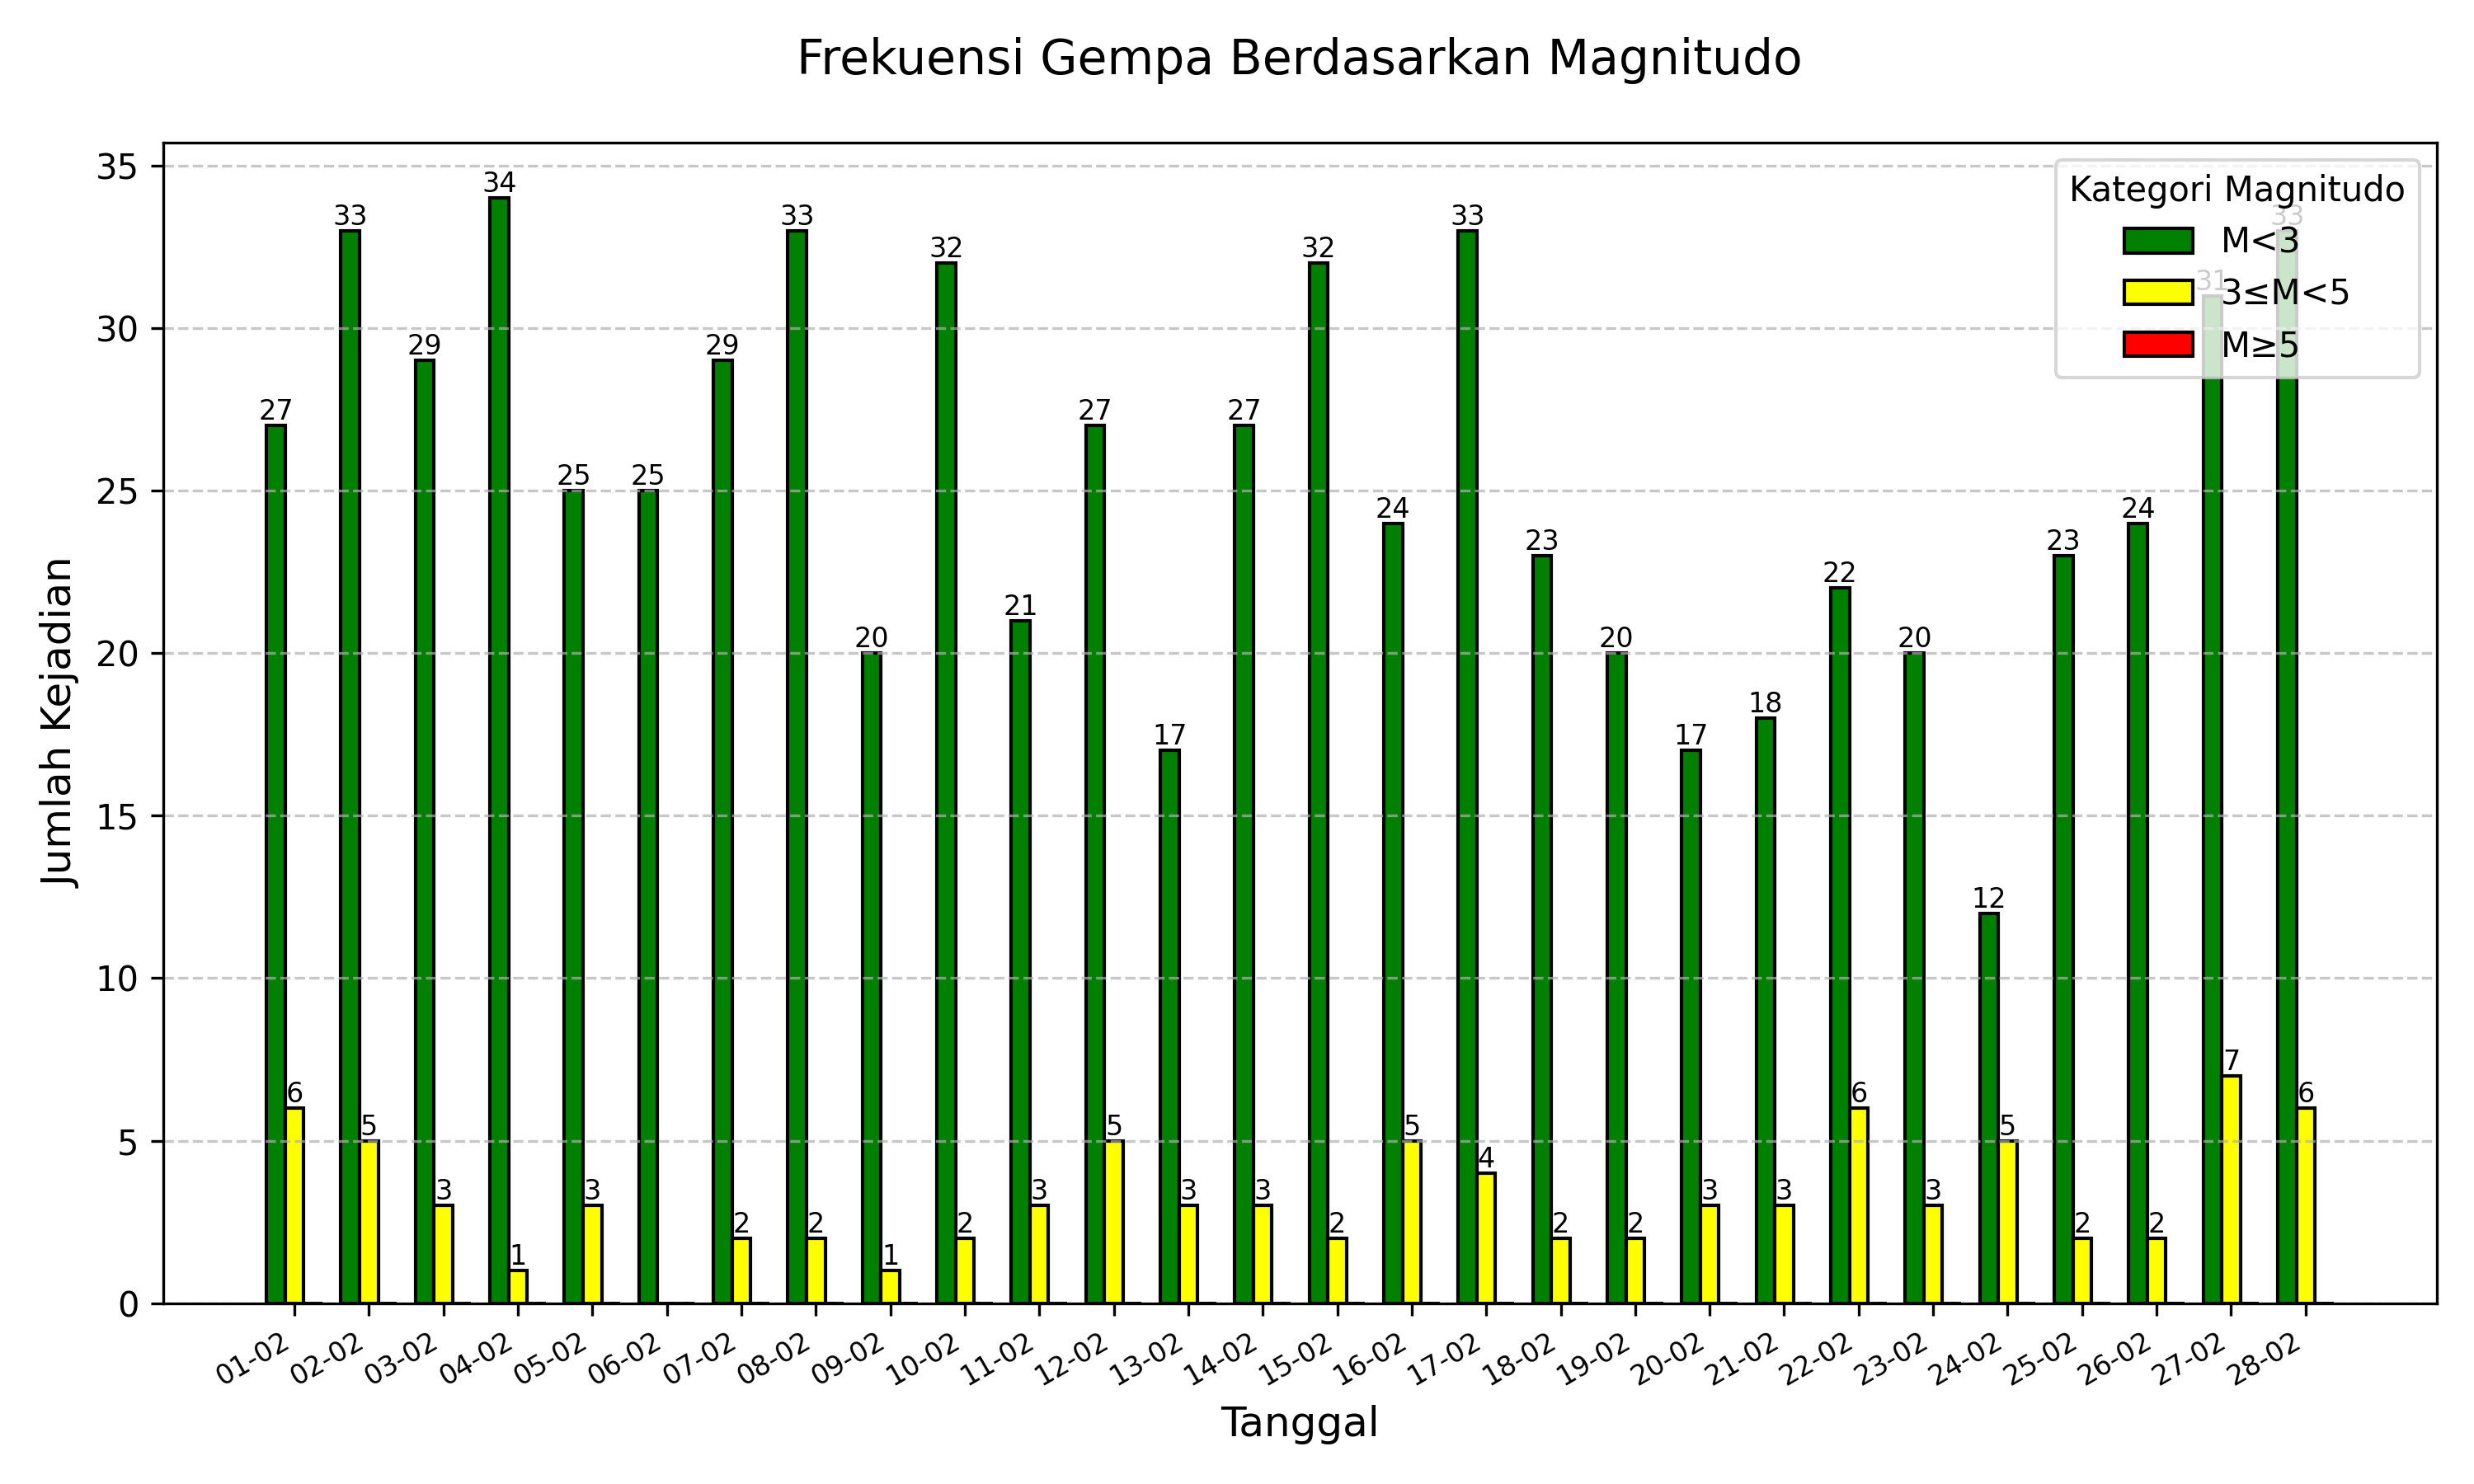 Frekuensi Gempa Berdasarkan Magnitudo
Jumlah Kejadian
35
30
25
20
15
10
5
0
Kategori Magnitudo
M<3
3≤M<5
M≥5
27 33 29 34 25 25 29 33 20 32 21 27 17 27 32 24 33 23 20 17 18 22 20 12 23 24 31 33
6 5 3 1 3 2 2 1 2 3 5 3 3 2 5 4 2 2 3 3 6 3 5 2 2 7 6
01-02 02-02 03-02 04-02 05-02 06-02 07-02 08-02 09-02 10-02 11-02 12-02 13-02 14-02 15-02 16-02 17-02 18-02 19-02 20-02 21-02 22-02 23-02 24-02 25-02 26-02 27-02 28-02
Tanggal